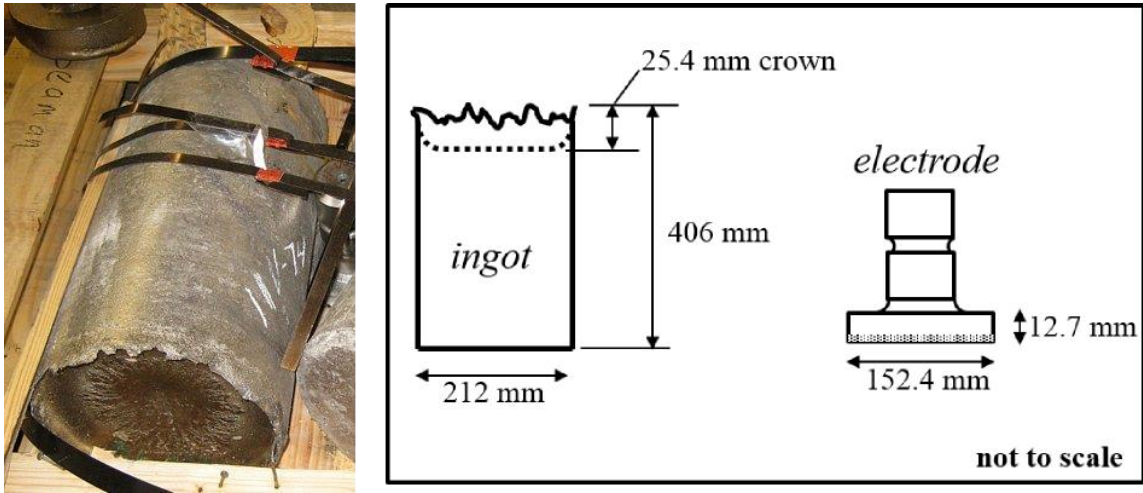 Beaman
25.4 mm crown
electrode
406 mm
ingot
12.7 mm
152.4 mm
212 mm
not to scale